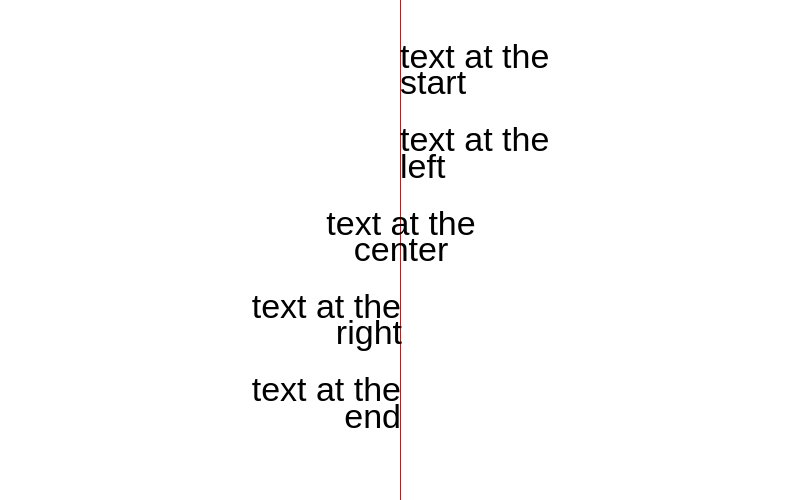 text at the
start
text at the
left
text at the
center
text at the
right
text at the
end